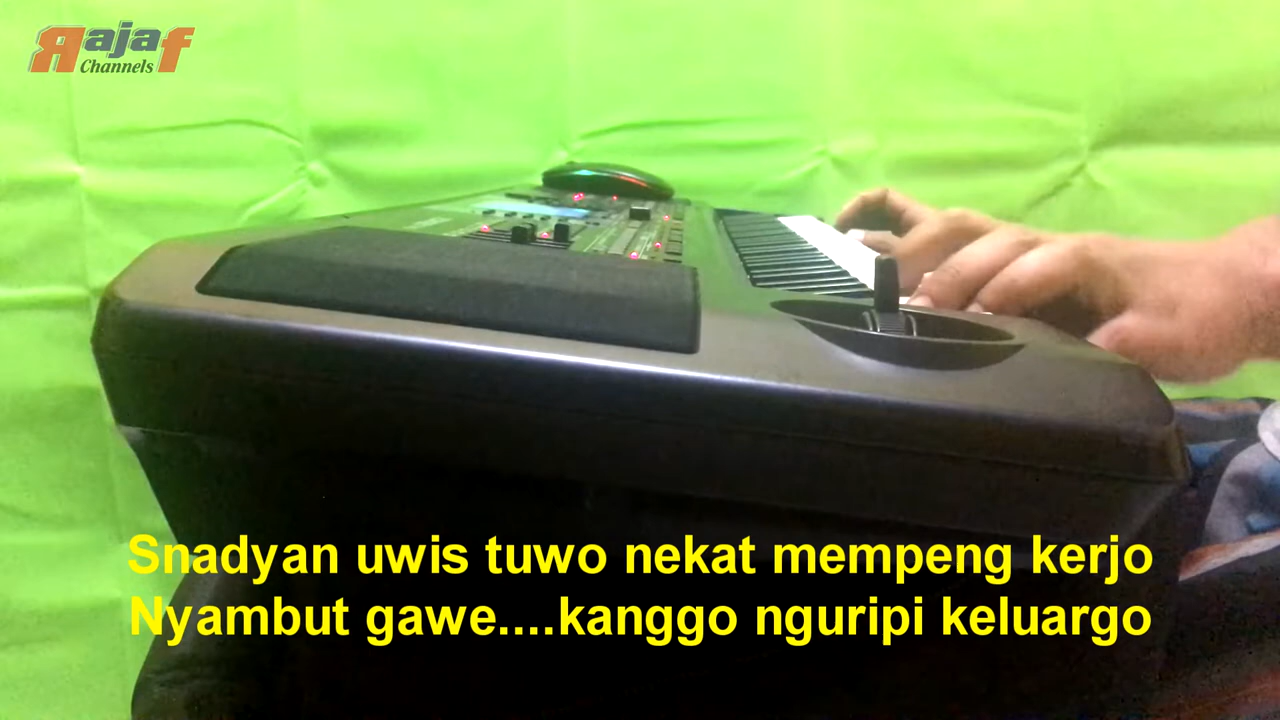 Rajaf
Channels
Snadyan uwis tuwo nekat mempeng kerjo
Nyambut gawe....kanggo nguripi keluargo